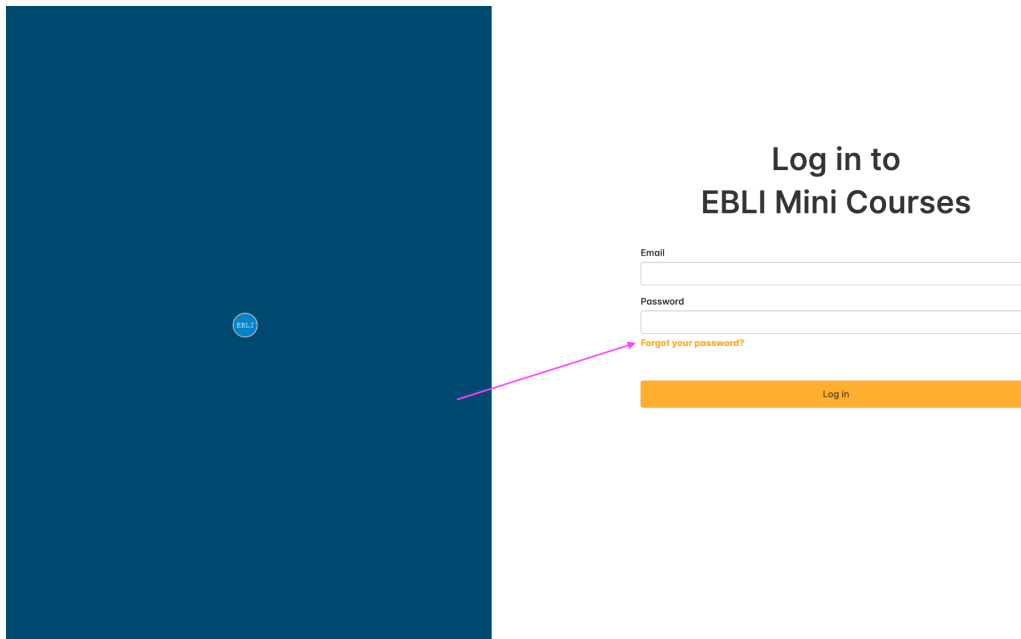 EBLI
Log in to
EBLI Mini Courses
Email
Password
Forgot your password?
Log in